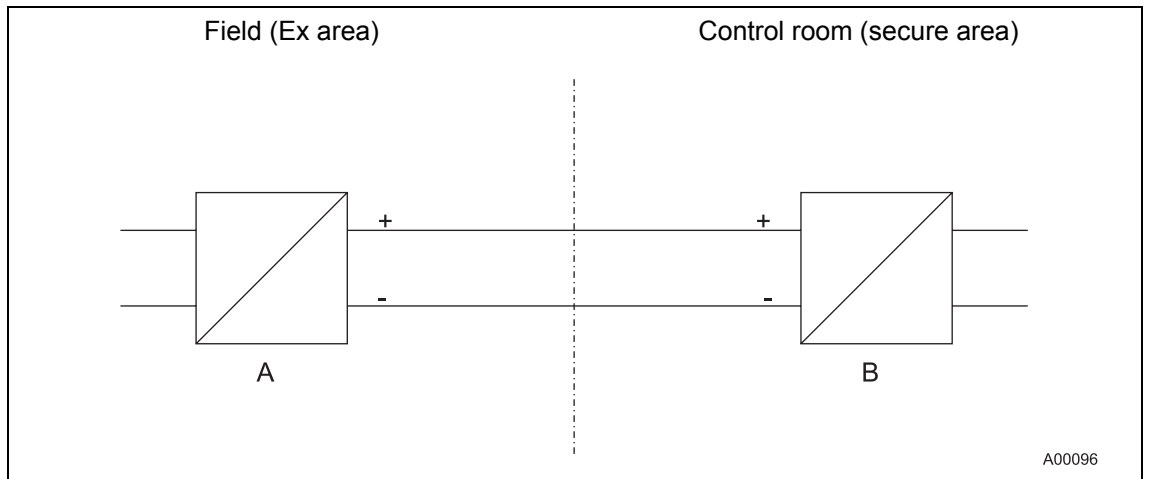 Field (Ex area)
Control room (secure area)
+
+
-
-
A
B
A00096